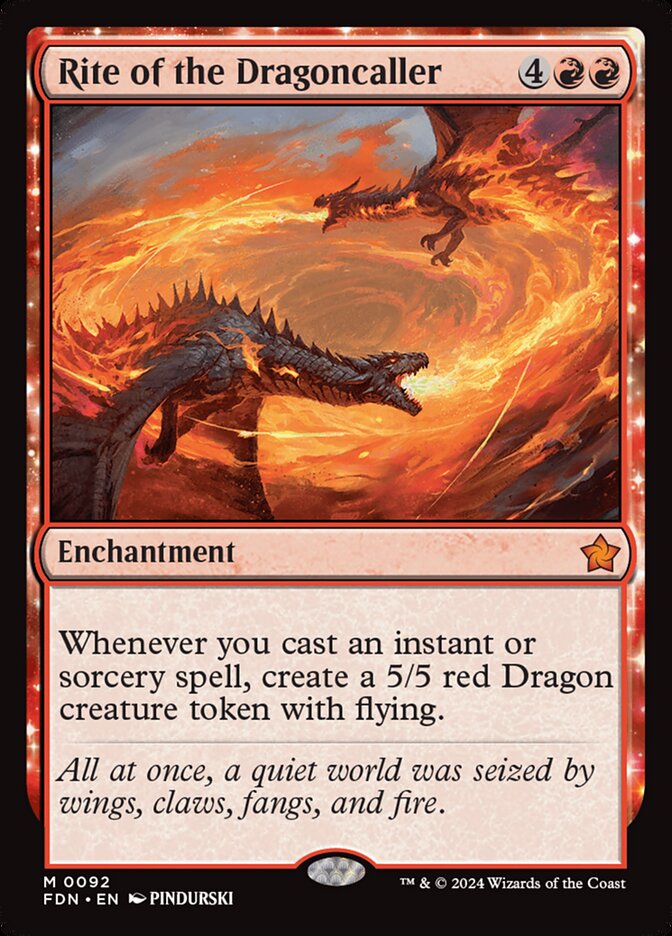 Rite of the Dragoncaller 4
Enchantment
Whenever you cast an instant or
sorcery spell, create a 5/5 red Dragon
creature token with flying.
All at once, a quiet world was seized by
wings, claws, fangs, and fire.
M 0092
FDN • EN PINDURSKI
™ & © 2024 Wizards of the Coast